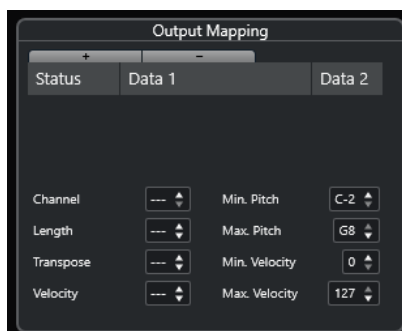 Output Mapping
+ −
Status Data 1 Data 2
Channel --- Min. Pitch C-2
Length --- Max. Pitch G8
Transpose --- Min. Velocity 0
Velocity --- Max. Velocity 127